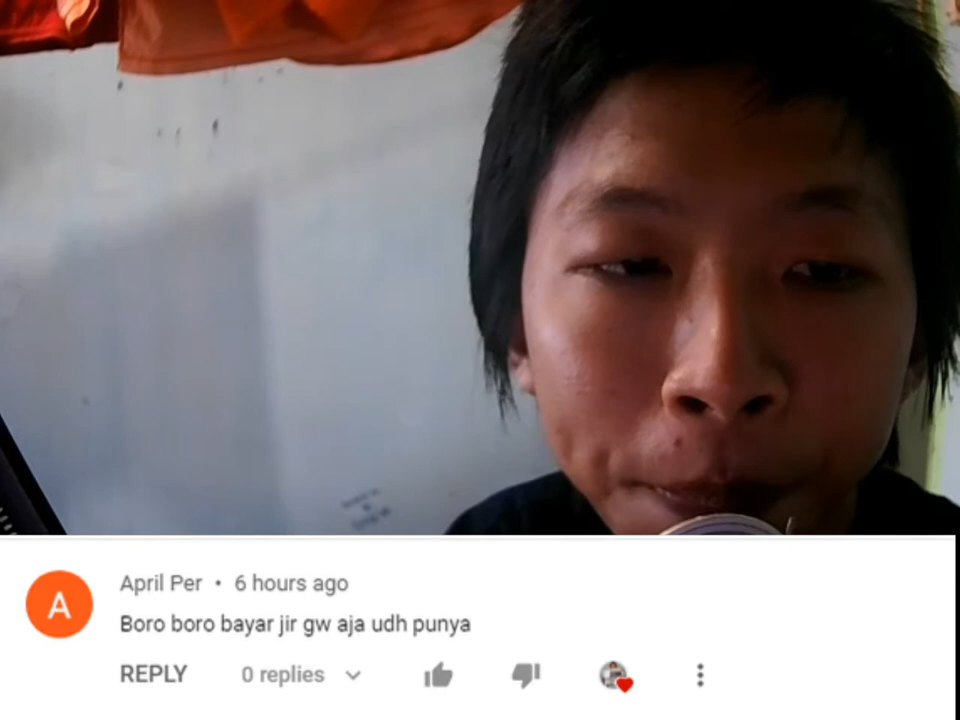 A
April Per • 6 hours ago
Boro boro bayar jir gw aja udh punya
REPLY 0 replies